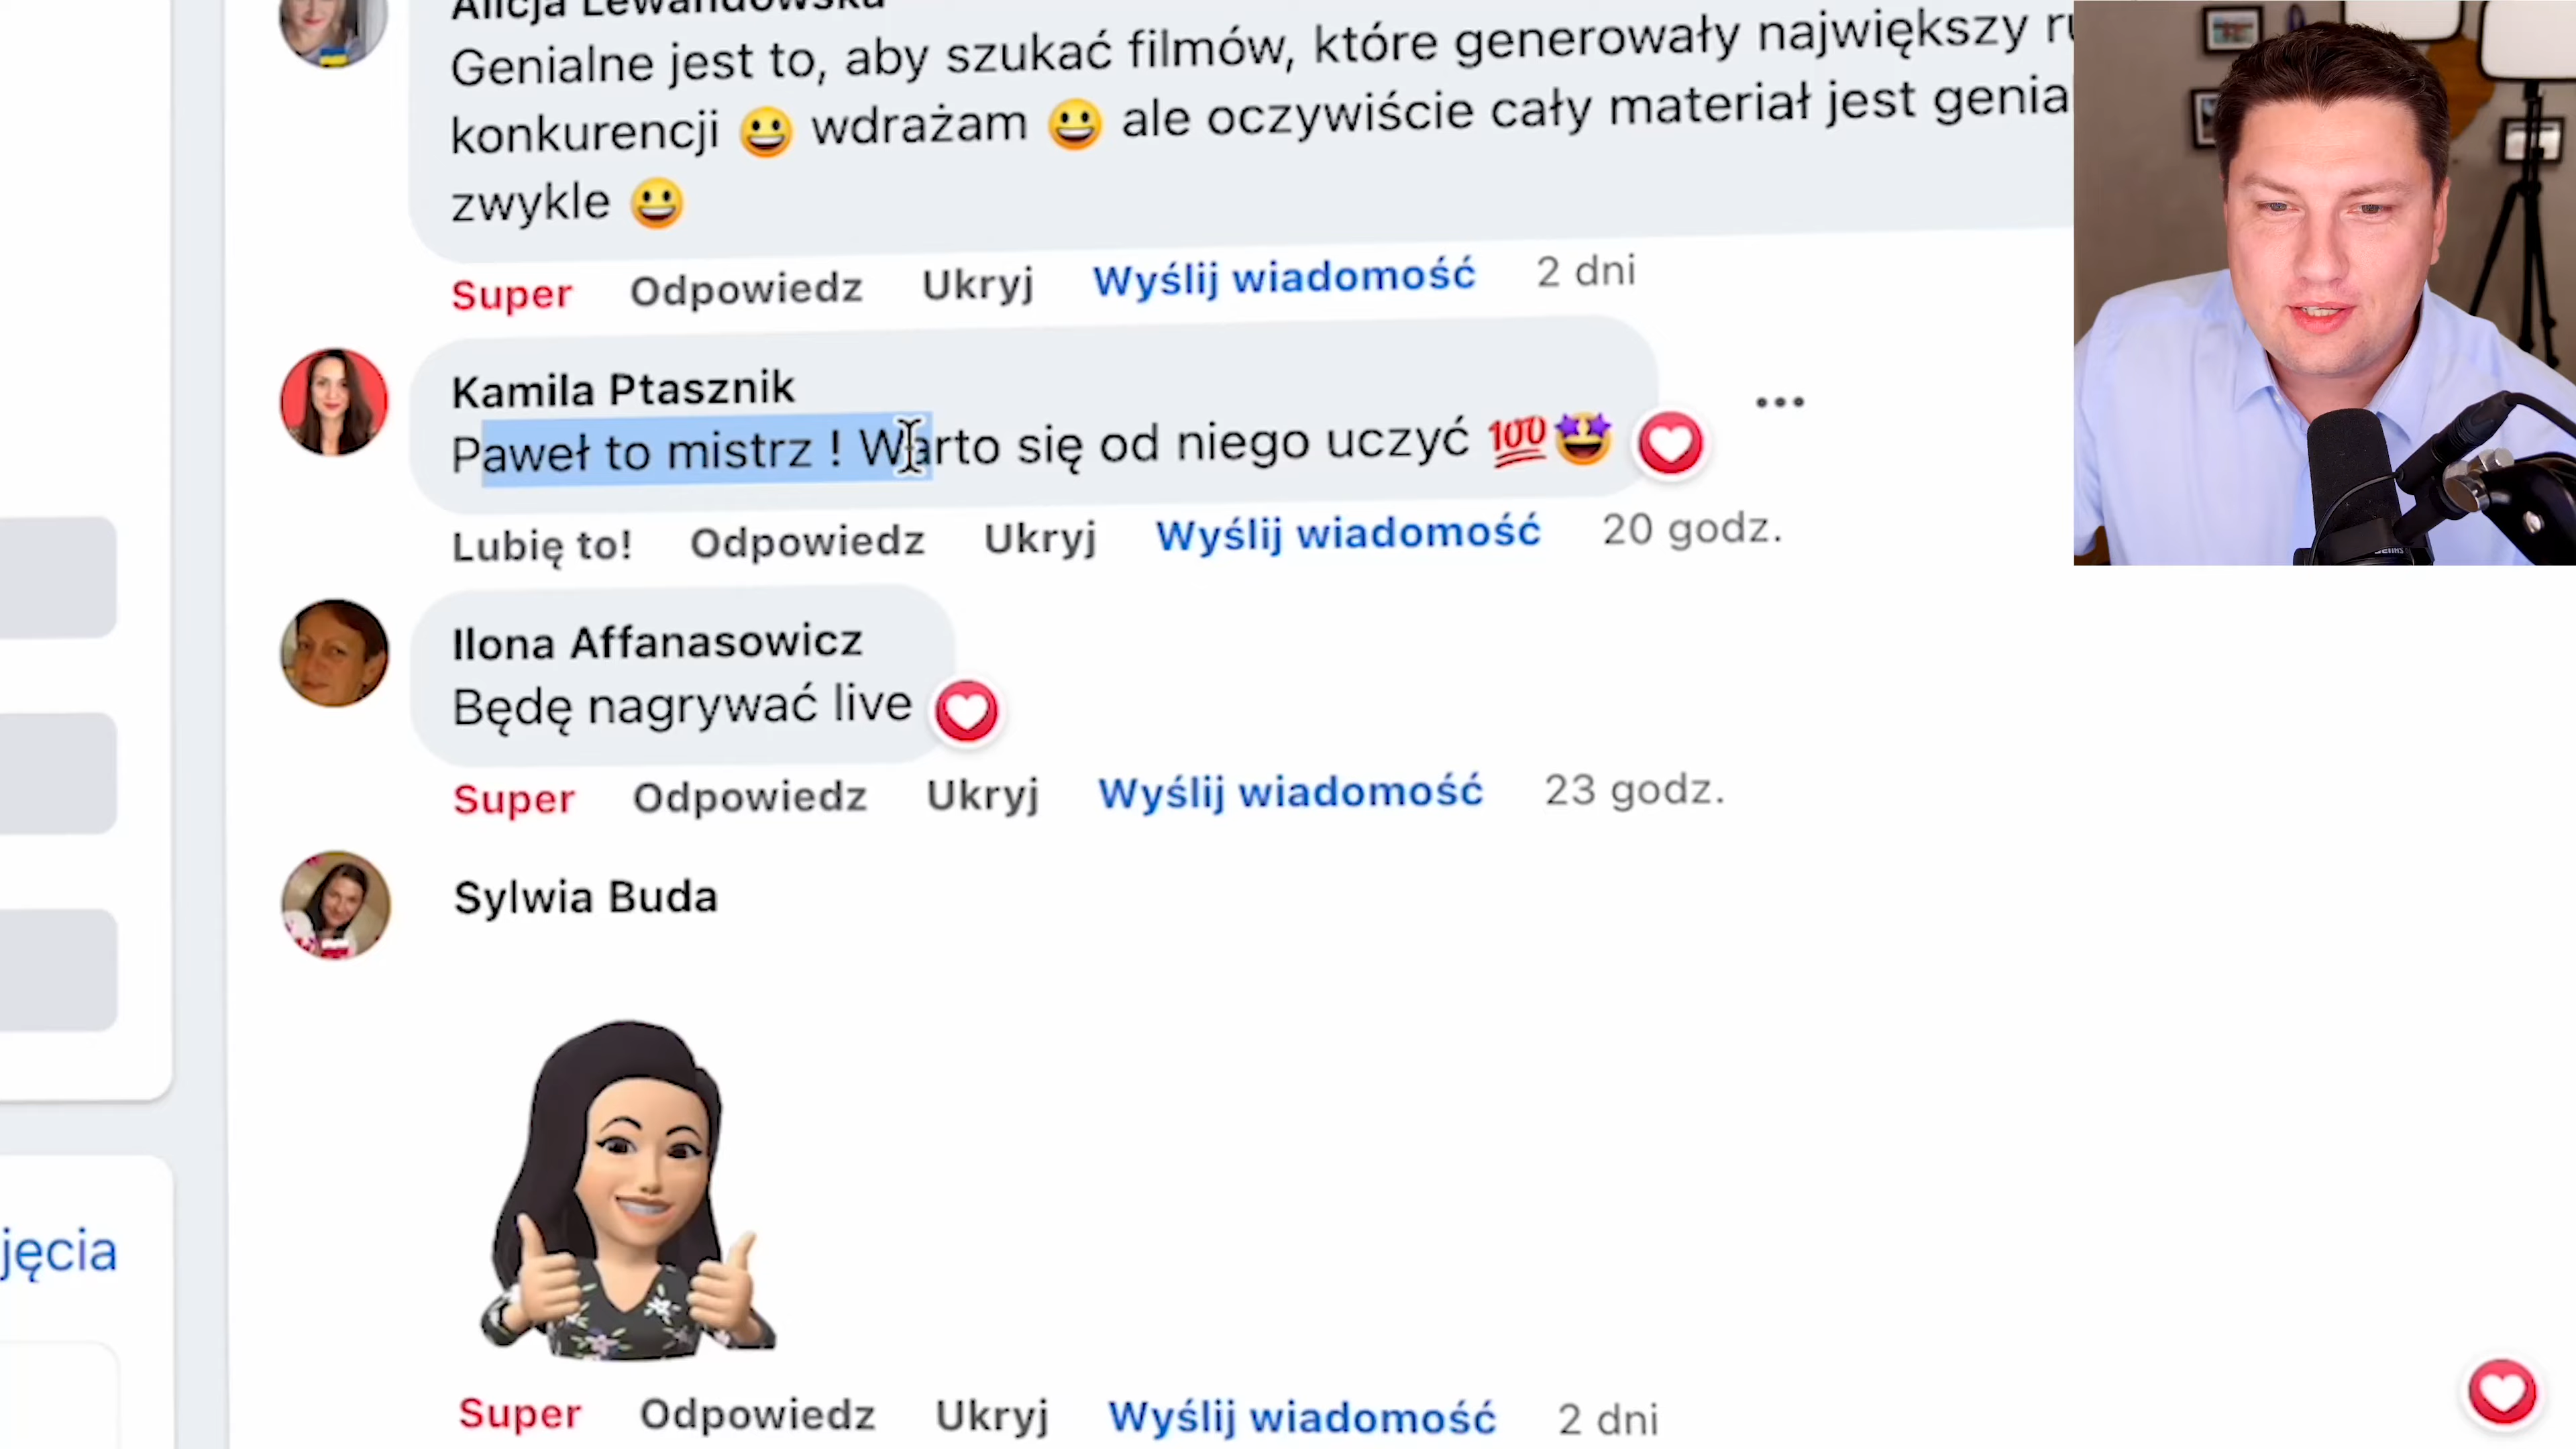 Alicja Lewandowska
Genialne jest to, aby szukać filmów, które generowały największy
konkurencji 😃 wdrażam 😃 ale oczywiście cały materiał jest
zwykle 😃
Super Odpowiedz Ukryj Wyślij wiadomość 2 dni
Kamila Ptasznik
Paweł to mistrz ! Warto się od niego uczyć 💯🤩
Lubię to! Odpowiedz Ukryj Wyślij wiadomość 20 godz.
Ilona Affanasowicz
Będę nagrywać live
Super Odpowiedz Ukryj Wyślij wiadomość 23 godz.
Sylwia Buda
jęcia
Super Odpowiedz Ukryj Wyślij wiadomość 2 dni